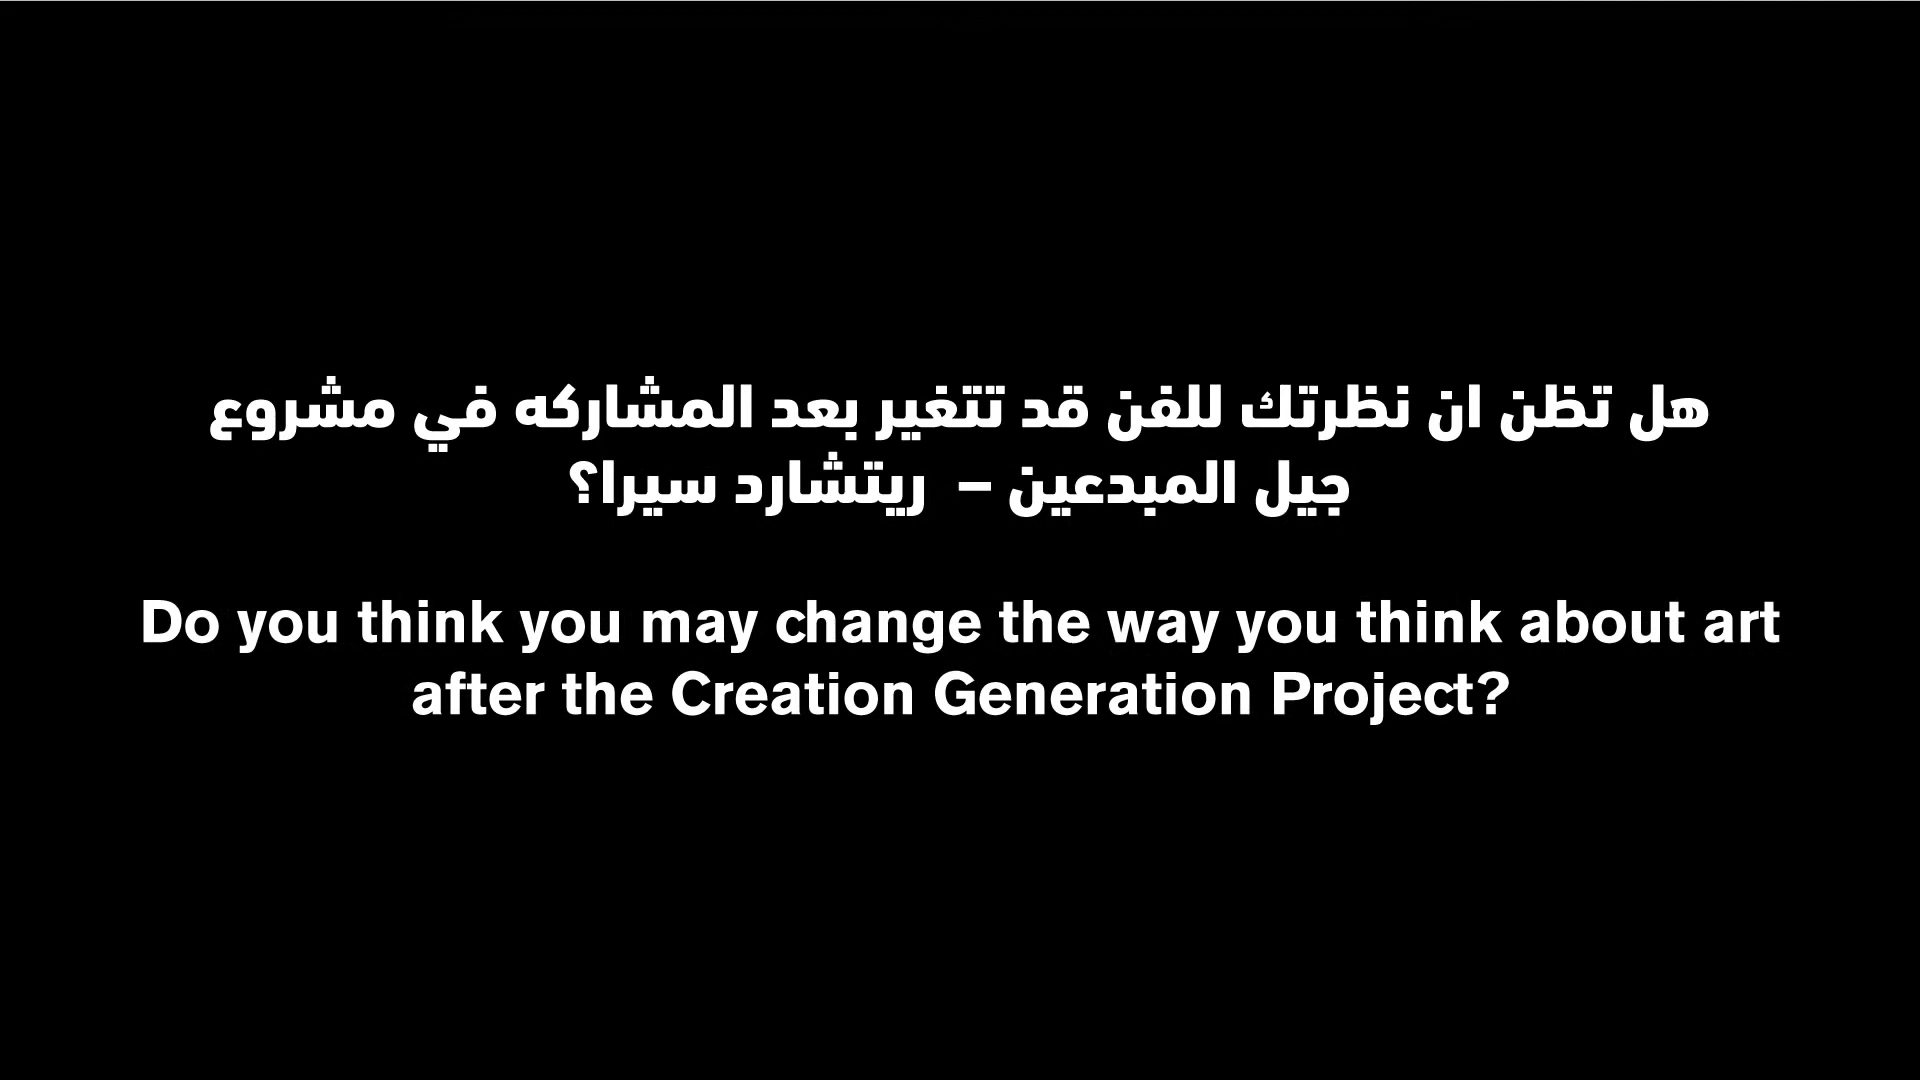 هل تظن ان نظرتك للفن قد تتغير بعد المشاركه في مشروع
جيل المبدعين – ريتشارد سيرا؟
Do you think you may change the way you think about art
after the Creation Generation Project?